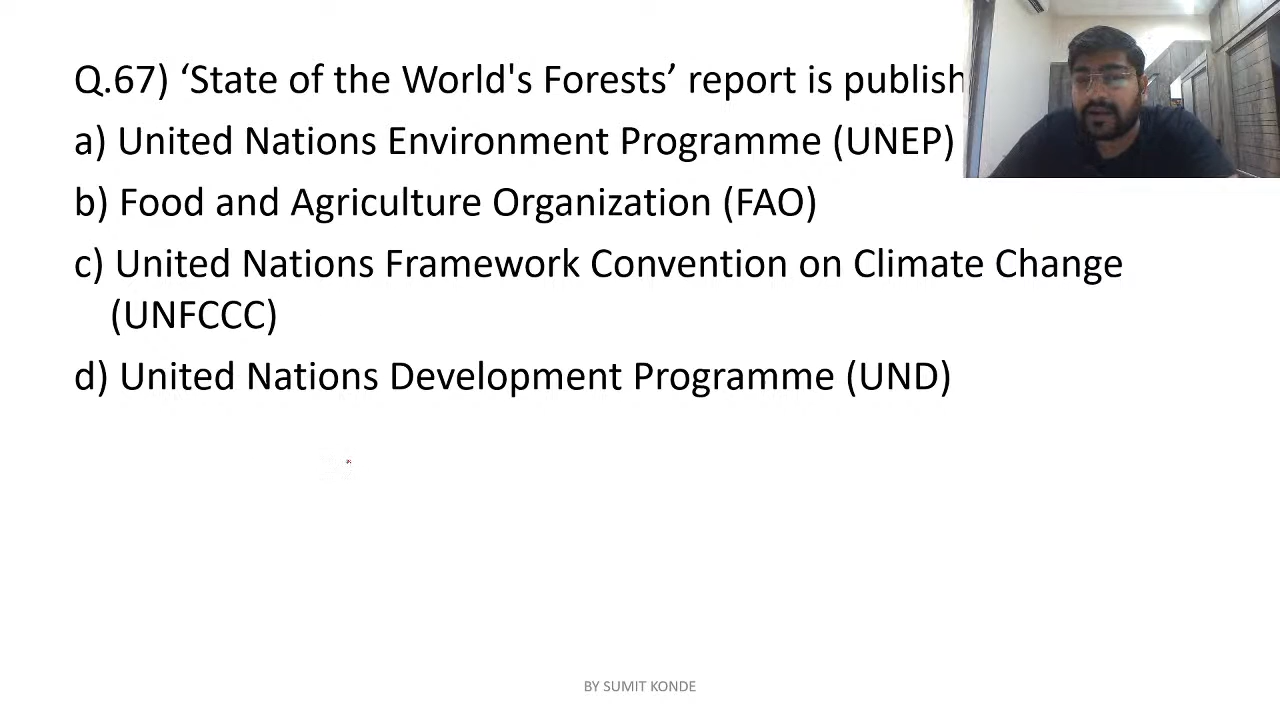 Q.67) ‘State of the World's Forests’ report is publish
a) United Nations Environment Programme (UNEP)
b) Food and Agriculture Organization (FAO)
c) United Nations Framework Convention on Climate Change
(UNFCCC)
d) United Nations Development Programme (UND)
BY SUMIT KONDE